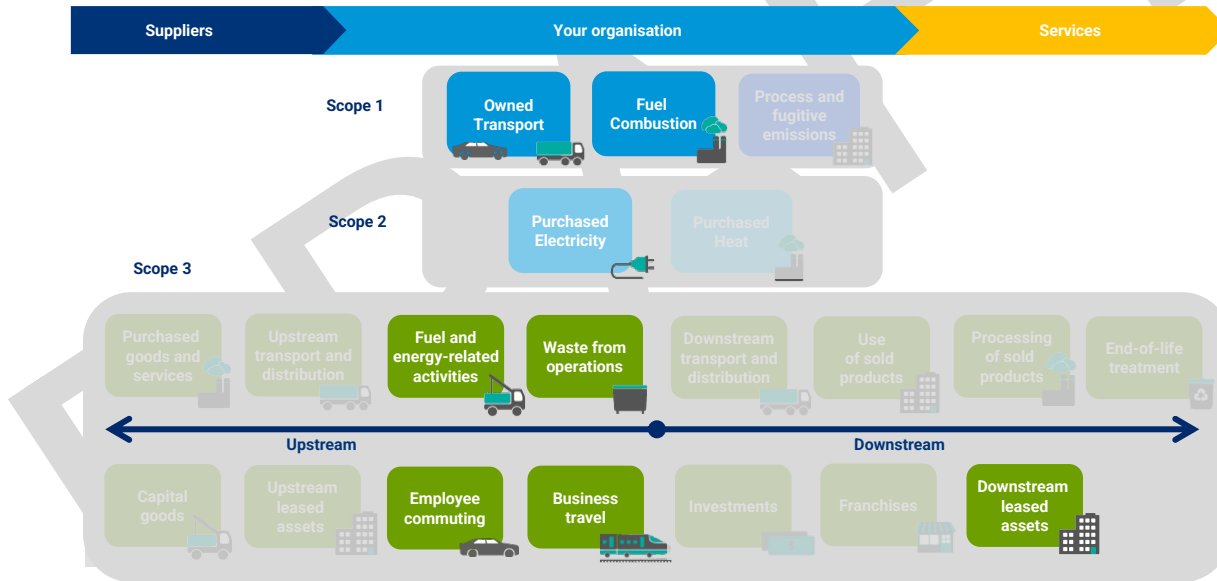 Suppliers
Your organisation
Services
Scope 1
Owned
Transport
Fuel
Combustion
Process and
fugitive
emissions
Scope 2
Purchased
Electricity
Purchased
Heat
Scope 3
Purchased
goods and
services
Upstream
transport and
distribution
Fuel and
energy-related
activities
Waste from
operations
Downstream
transport and
distribution
Use
of sold
products
Processing
of sold
products
End-of-life
treatment
Upstream
Downstream
Capital
goods
Upstream
leased
assets
Employee
commuting
Business
travel
Investments
Franchises
Downstream
leased
assets